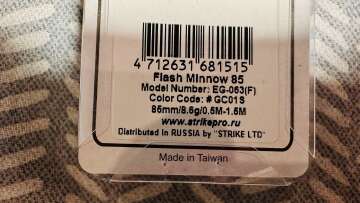 4 712631 681515
Flash Minnow 85
Model Number: EG-063(F)
Color Code: # GC01S
85mm/8.5g/0.5M-1.5M
www.strikepro.ru
Distributed in RUSSIA by "STRIKE LTD"
Made in Taiwan